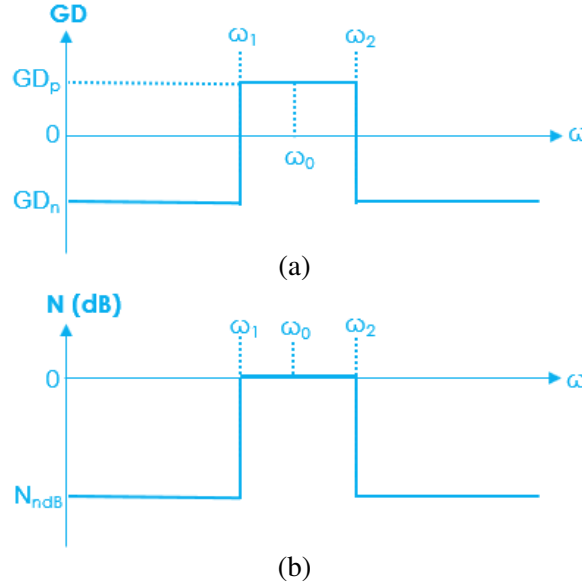 GD
ω₁ ω₂
GDₚ
0 ω
ω₀
GDₙ
(a)
N (dB)
ω₁ ω₀ ω₂
0 ω
NₙdB
(b)